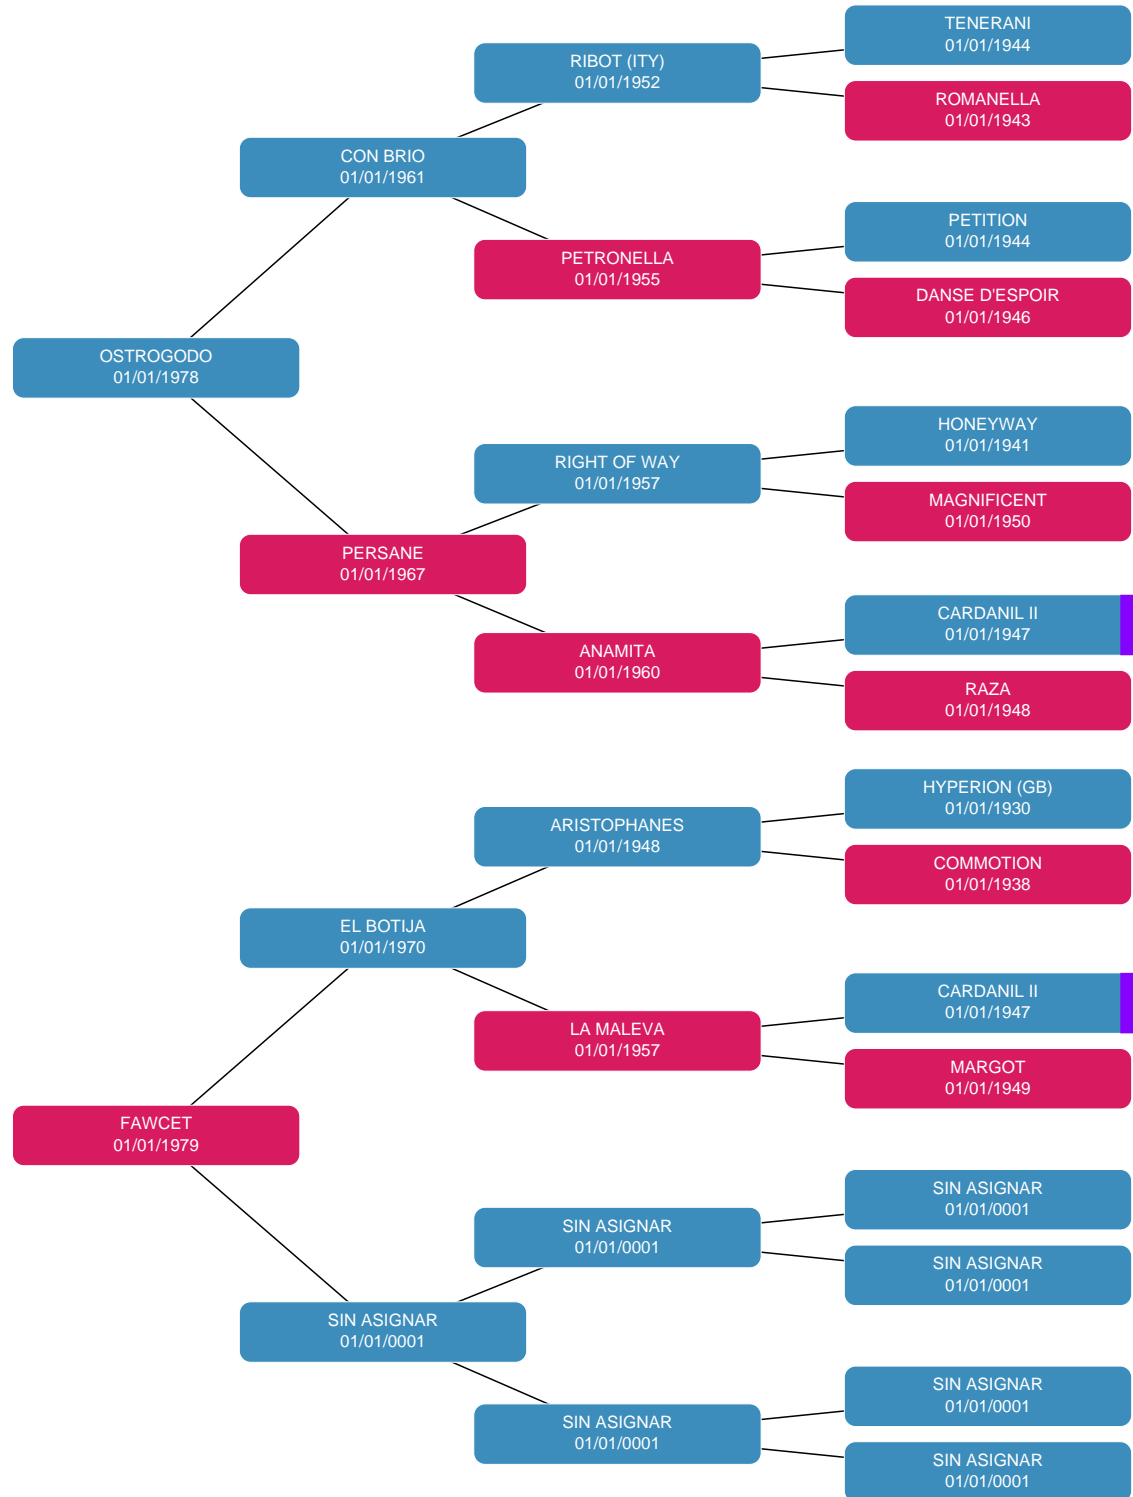 TENERANI
01/01/1944
RIBOT (ITY)
01/01/1952
ROMANELLA
01/01/1943
CON BRIO
01/01/1961
PETITION
01/01/1944
PETRONELLA
01/01/1955
DANSE D'ESPOIR
01/01/1946
OSTROGODO
01/01/1978
HONEYWAY
01/01/1941
RIGHT OF WAY
01/01/1957
MAGNIFICENT
01/01/1950
PERSANE
01/01/1967
CARDANIL II
01/01/1947
ANAMITA
01/01/1960
RAZA
01/01/1948
HYPERION (GB)
01/01/1930
ARISTOPHANES
01/01/1948
COMMOTION
01/01/1938
EL BOTIJA
01/01/1970
CARDANIL II
01/01/1947
LA MALEVA
01/01/1957
MARGOT
01/01/1949
FAWCET
01/01/1979
SIN ASIGNAR
01/01/0001
SIN ASIGNAR
01/01/0001
SIN ASIGNAR
01/01/0001
SIN ASIGNAR
01/01/0001
SIN ASIGNAR
01/01/0001
SIN ASIGNAR
01/01/0001
SIN ASIGNAR
01/01/0001